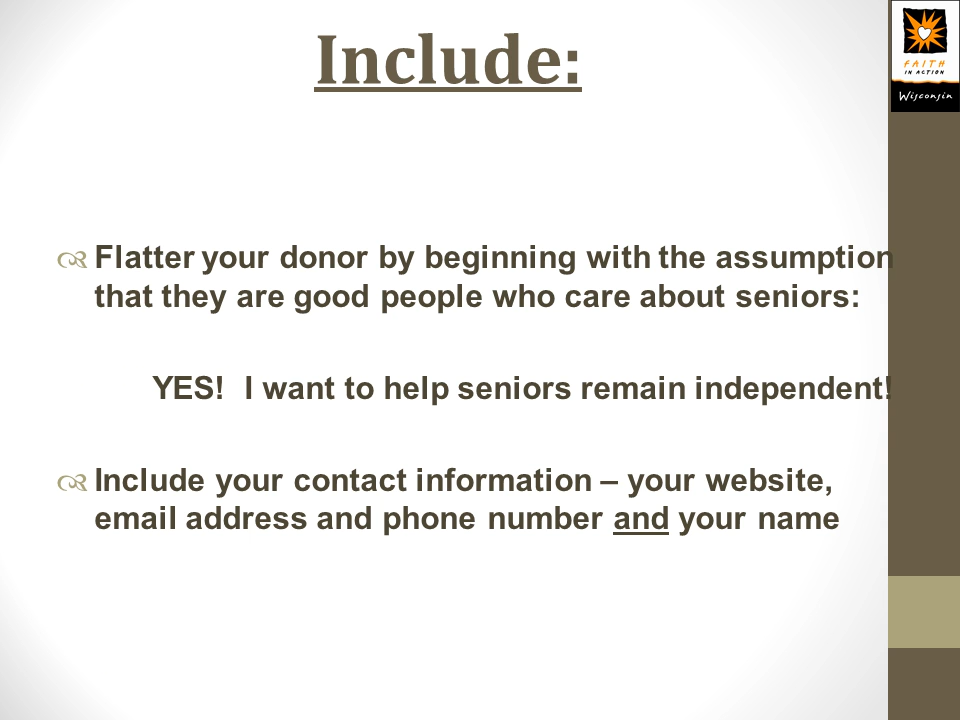 Include:
FAITH
IN ACTION
Wisconsin
Flatter your donor by beginning with the assumption
that they are good people who care about seniors:
YES! I want to help seniors remain independent!
Include your contact information – your website,
email address and phone number and your name